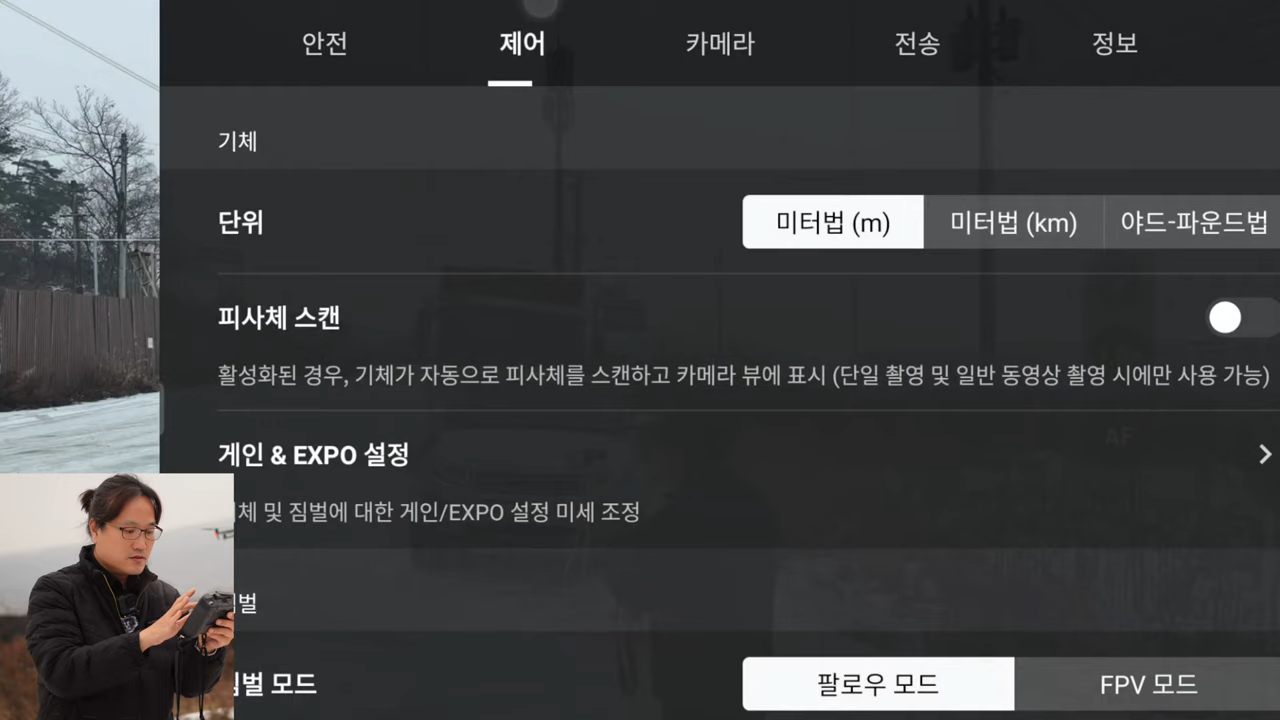 안전 제어 카메라 전송 정보
기체
단위 미터법 (m) 미터법 (km) 야드-파운드법
피사체 스캔
활성화된 경우, 기체가 자동으로 피사체를 스캔하고 카메라 뷰에 표시 (단일 촬영 및 일반 동영상 촬영 시에만 사용 가능)
AF
게인 & EXPO 설정
기체 및 짐벌에 대한 게인/EXPO 설정 미세 조정
짐벌
짐벌 모드 팔로우 모드 FPV 모드